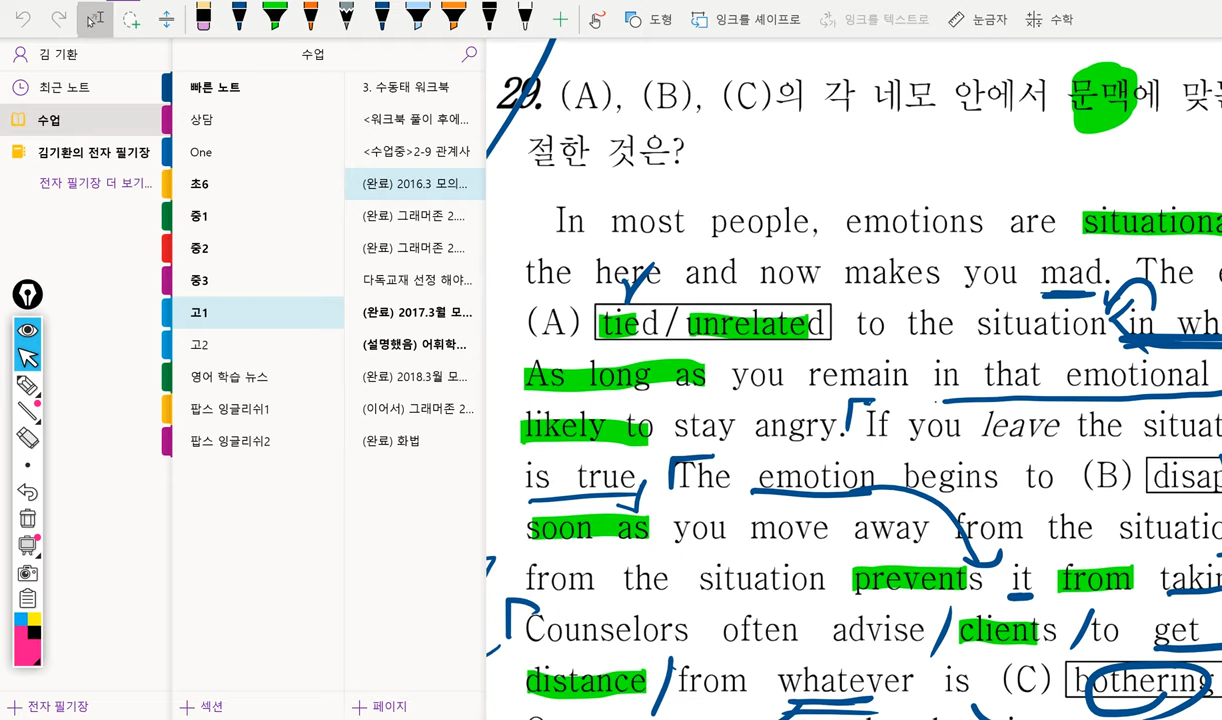 도형
잉크를 셰이프로
잉크를 텍스트로
눈금자
수학
김 기환
최근 노트
수업
김기환의 전자 필기장
전자 필기장 더 보기...
전자 필기장
수업
빠른 노트
상담
One
초6
중1
중2
중3
고1
고2
영어 학습 뉴스
팝스 잉글리쉬1
팝스 잉글리쉬2
섹션
3. 수동태 워크북
<워크북 풀이 후에...
<수업중>2-9 관계사
(완료) 2016.3 모의...
(완료) 그래머존 2....
(완료) 그래머존 2....
다독교재 선정 해야...
(완료) 2017.3월 모...
(설명했음) 어휘학...
(완료) 2018.3월 모...
(이어서) 그래머존 2...
(완료) 화법
페이지
29. (A), (B), (C)의 각 네모 안에서 문맥에
절한 것은?
In most people, emotions are
the here and now makes you mad. The
(A) tied / unrelated to the situation in
As long as you remain in that emotional
likely to stay angry. If you leave the
is true. The emotion begins to (B)
soon as you move away from the
from the situation prevents it from
Counselors often advise clients to get
distance from whatever is (C) bothering